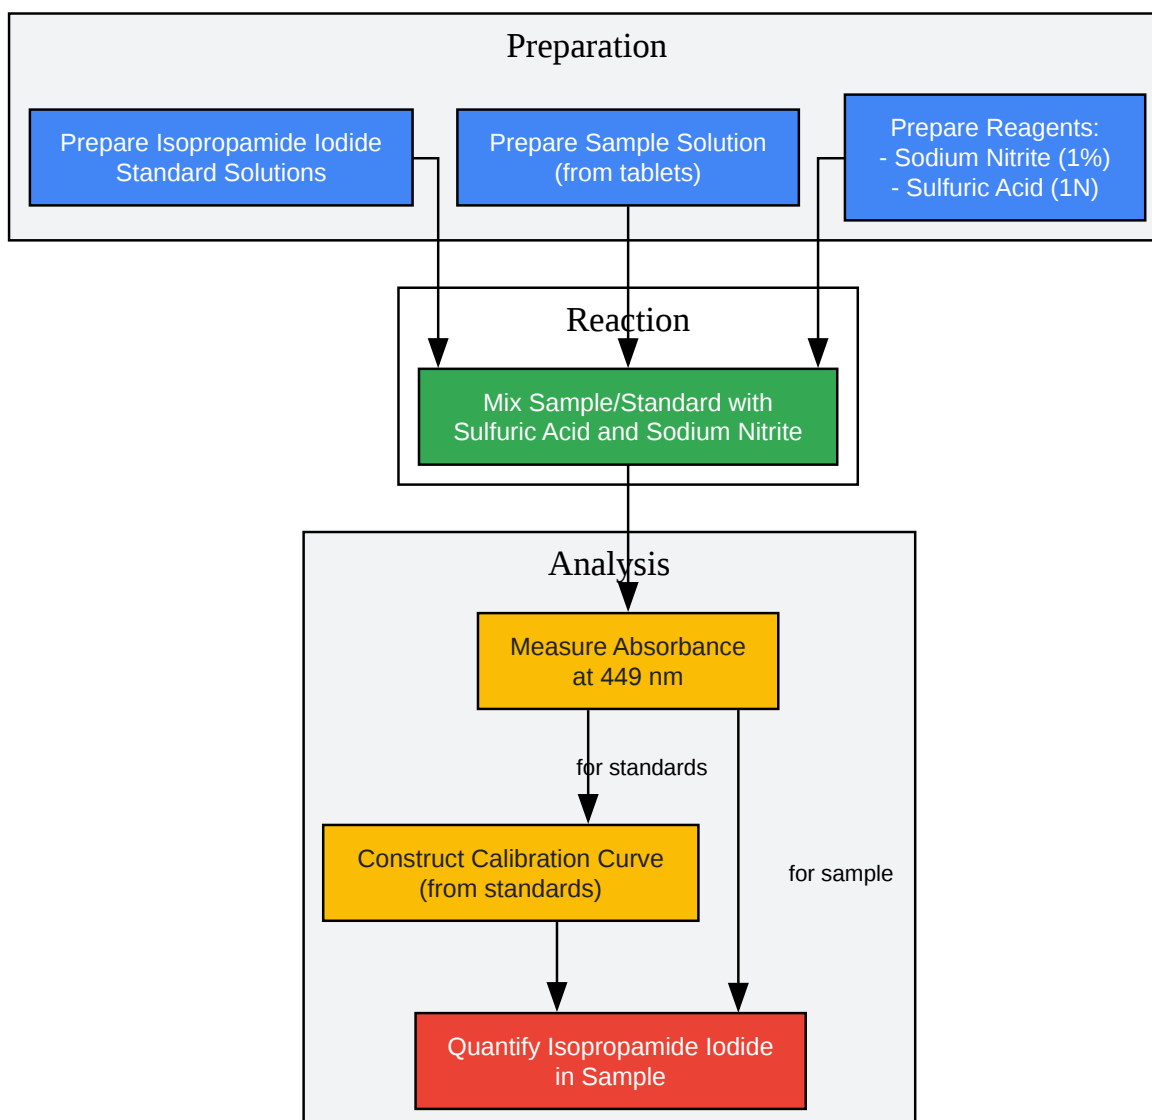 Preparation
Prepare Isopropamide Iodide
Standard Solutions
Prepare Sample Solution
(from tablets)
Prepare Reagents:
- Sodium Nitrite (1%)
- Sulfuric Acid (1N)
Reaction
Mix Sample/Standard with
Sulfuric Acid and Sodium Nitrite
Analysis
Measure Absorbance
at 449 nm
for standards
Construct Calibration Curve
(from standards)
for sample
Quantify Isopropamide Iodide
in Sample